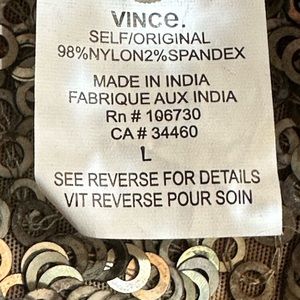 VINCE.
SELF/ORIGINAL
98%NYLON2%SPANDEX
MADE IN INDIA
FABRIQUE AUX INDIA
Rn # 106730
CA # 34460
L
SEE REVERSE FOR DETAILS
VIT REVERSE POUR SOIN